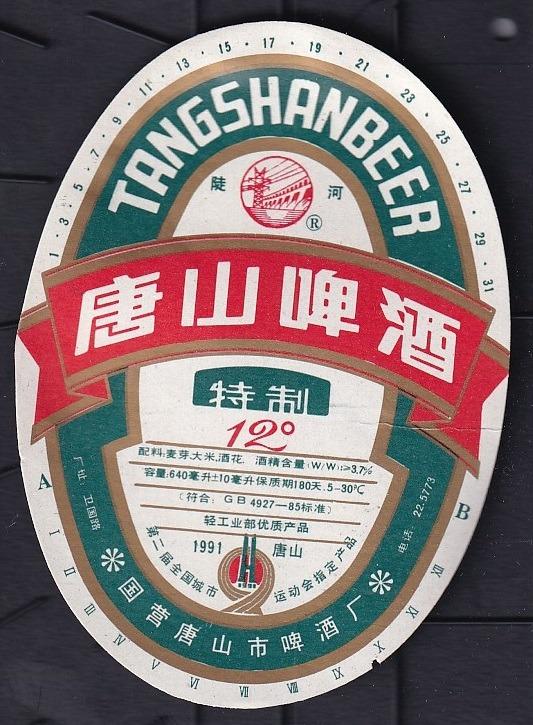 1 · 3 · 5 · 7 · 9 · 11 · 13 · 15 · 17 · 19 · 21 · 23 · 25 · 27 · 29 · 31
TANGSHANBEER
陡 河
®
唐山啤酒
特制
12°
配料:麦芽.大米.酒花. 酒精含量(W/W):≥3.7%
容量:640毫升±10毫升保质期180天.5-30℃
(符合: GB4927—85标准)
轻工业部优质产品
1991 唐山
第二届全国城市 运动会指定产品
厂址: 卫国路
电话: 22.5773
※国营唐山市啤酒厂※
A
B
I II III IV V VI VII VIII IX X XI XII